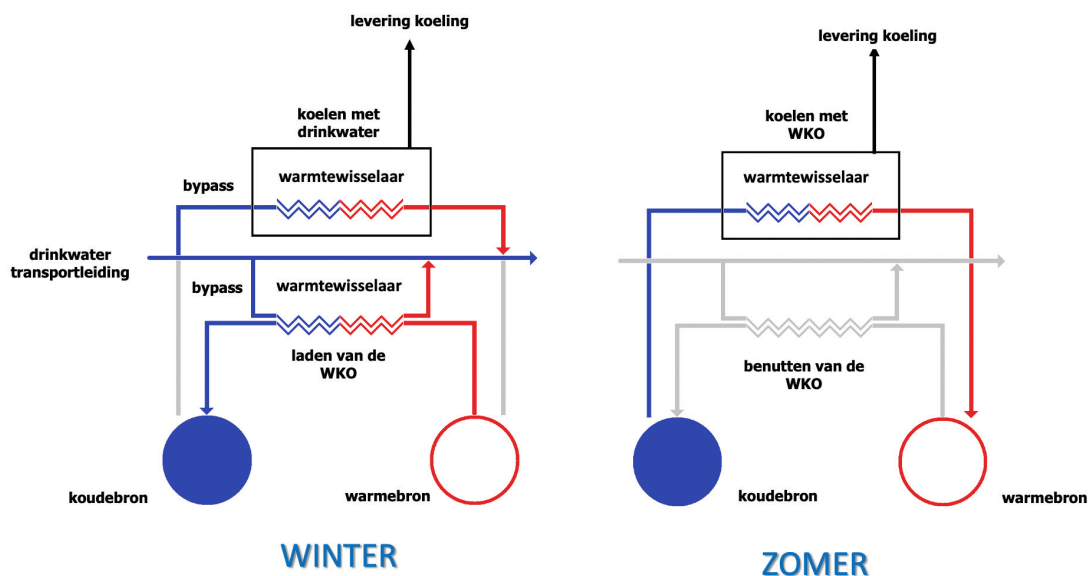 levering koeling
koelen met
drinkwater
bypass
warmtewisselaar
drinkwater
transportleiding
bypass
warmtewisselaar
laden van de
WKO
koudebron
warmebron
WINTER
levering koeling
koelen met
WKO
warmtewisselaar
benutten van de
WKO
koudebron
warmebron
ZOMER